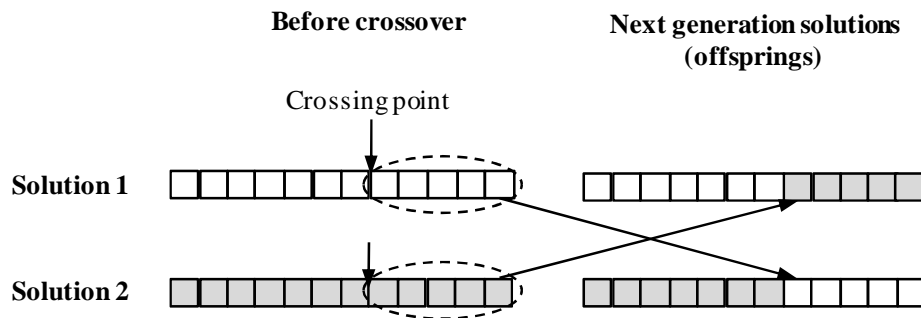 Before crossover
Next generation solutions
(offsprings)
Crossing point
Solution 1
Solution 2